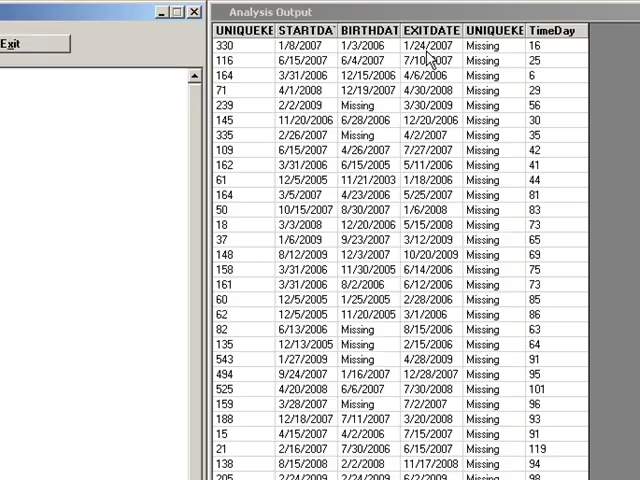 Analysis Output
Exit
UNIQUEKE STARTDA BIRTHDAT EXITDATE UNIQUEKE TimeDay
330 1/8/2007 1/3/2006 1/24/2007 Missing 16
116 6/15/2007 6/4/2007 7/10/2007 Missing 25
164 3/31/2006 12/15/2006 4/6/2006 Missing 6
71 4/1/2008 12/19/2007 4/30/2008 Missing 29
239 2/2/2009 Missing 3/30/2009 Missing 56
145 11/20/2006 6/28/2006 12/20/2006 Missing 30
335 2/26/2007 Missing 4/2/2007 Missing 35
109 6/15/2007 4/26/2007 7/27/2007 Missing 42
162 3/31/2006 6/15/2005 5/11/2006 Missing 41
61 12/5/2005 11/21/2003 1/18/2006 Missing 44
164 3/5/2007 4/23/2006 5/25/2007 Missing 81
50 10/15/2007 8/30/2007 1/6/2008 Missing 83
18 3/3/2008 12/20/2006 5/15/2008 Missing 73
37 1/6/2009 9/23/2007 3/12/2009 Missing 65
148 8/12/2009 12/3/2007 10/20/2009 Missing 69
158 3/31/2006 11/30/2005 6/14/2006 Missing 75
161 3/31/2006 8/2/2006 6/12/2006 Missing 73
60 12/5/2005 1/25/2005 2/28/2006 Missing 85
62 12/5/2005 11/20/2005 3/1/2006 Missing 86
82 6/13/2006 Missing 8/15/2006 Missing 63
135 12/13/2005 Missing 2/15/2006 Missing 64
543 1/27/2009 Missing 4/28/2009 Missing 91
494 9/24/2007 1/16/2007 12/28/2007 Missing 95
525 4/20/2008 6/6/2007 7/30/2008 Missing 101
159 3/28/2007 Missing 7/2/2007 Missing 96
188 12/18/2007 7/11/2007 3/20/2008 Missing 93
15 4/15/2007 4/2/2006 7/15/2007 Missing 91
21 2/16/2007 7/30/2006 6/15/2007 Missing 119
138 8/15/2008 2/2/2008 11/17/2008 Missing 94
205 2/24/2009 2/24/2009 6/2/2009 Missing 98